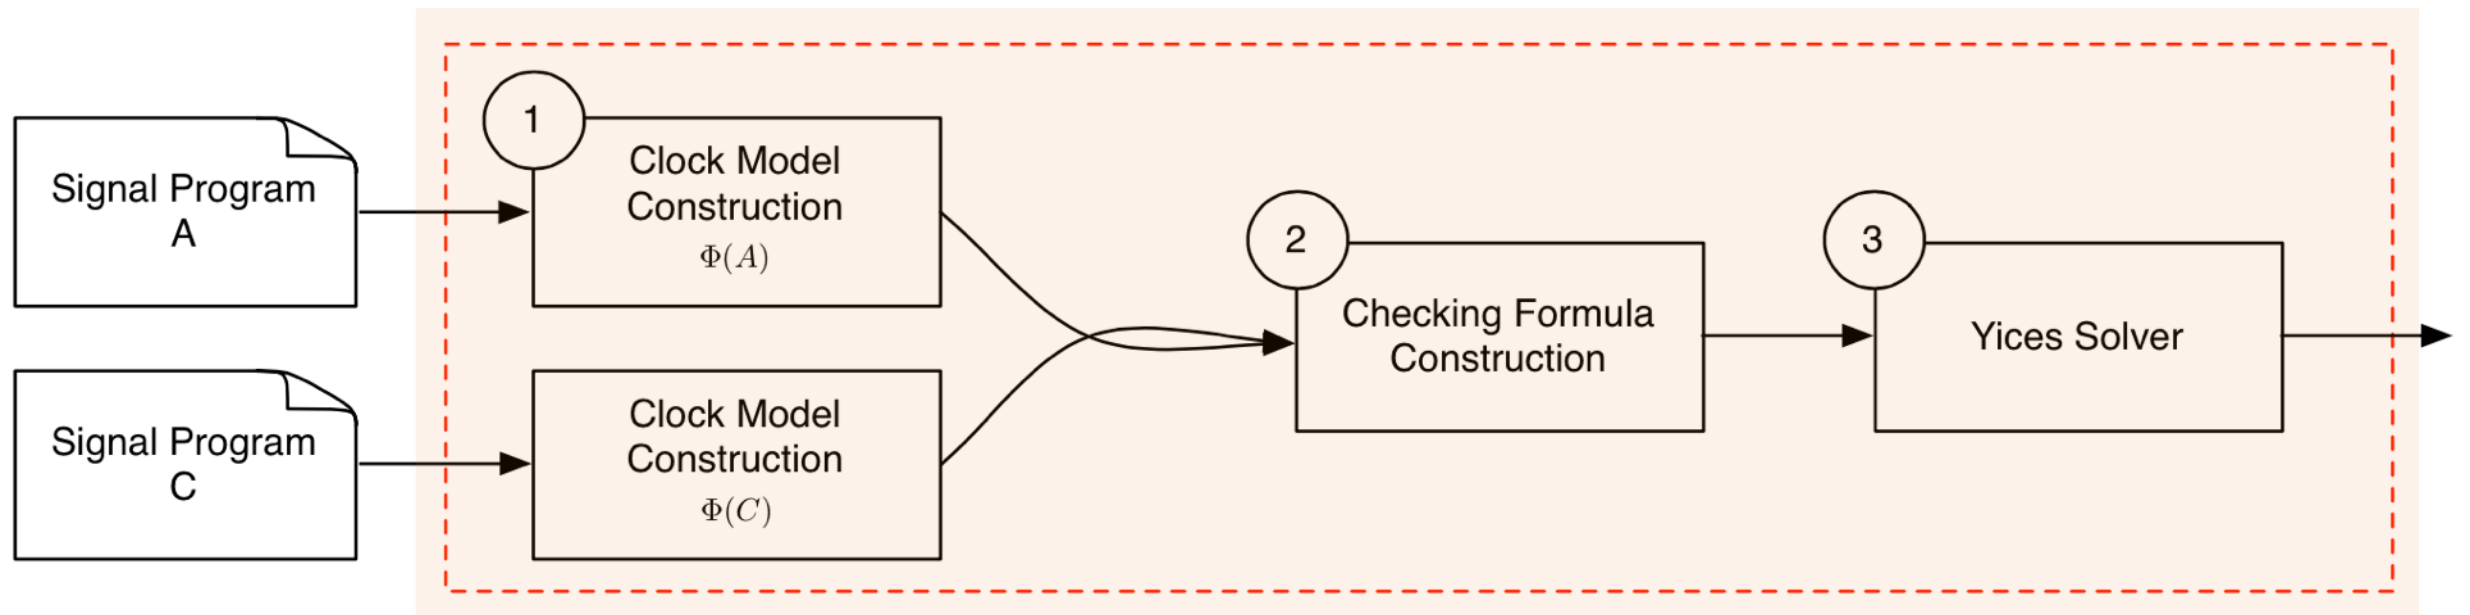 Signal Program
A
1
Clock Model
Construction
Φ(A)
Signal Program
C
Clock Model
Construction
Φ(C)
2
Checking Formula
Construction
3
Yices Solver